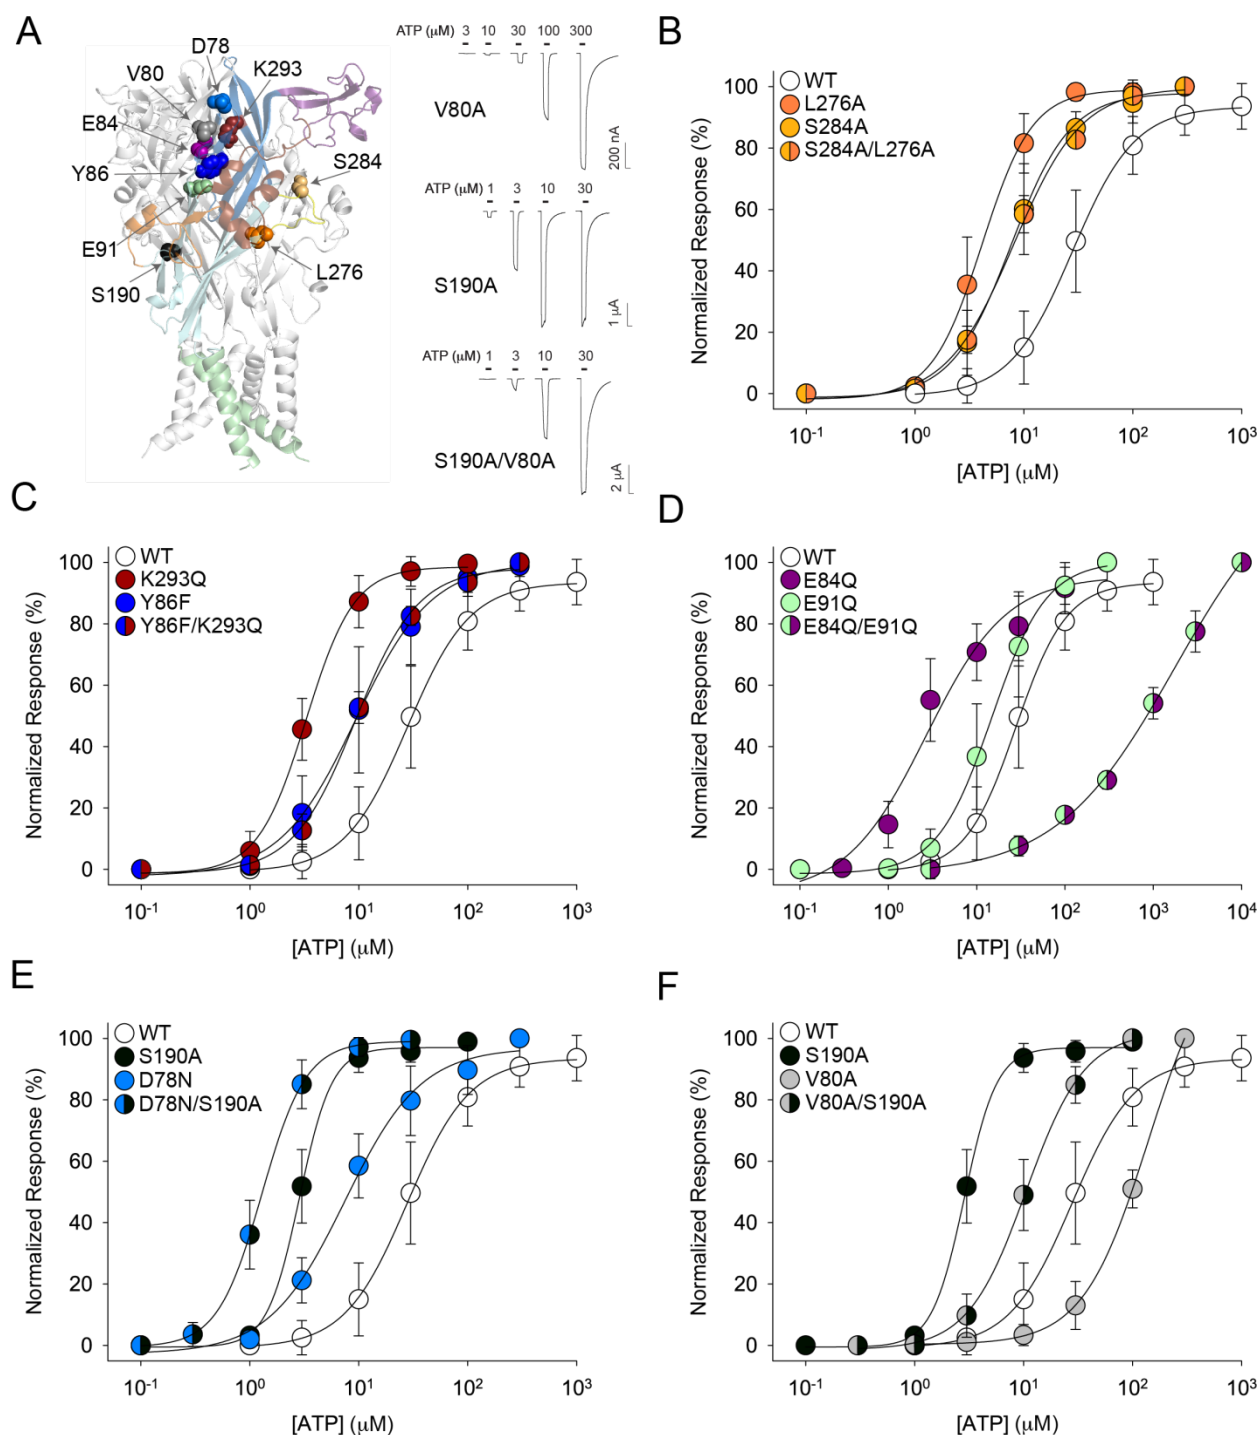 A
D78
V80
K293
E84
S284
Y86
E91
L276
S190
ATP (μM) 3 10 30 100 300
V80A
200 nA
ATP (μM) 1 3 10 30
S190A
1 μA
ATP (μM) 1 3 10 30
S190A/V80A
2 μA
B
WT
L276A
S284A
S284A/L276A
Normalized Response (%)
100
80
60
40
20
0
10-1 100 101 102 103
[ATP] (μM)
C
WT
K293Q
Y86F
Y86F/K293Q
Normalized Response (%)
100
80
60
40
20
0
10-1 100 101 102 103
[ATP] (μM)
D
WT
E84Q
E91Q
E84Q/E91Q
Normalized Response (%)
100
80
60
40
20
0
10-1 100 101 102 103 104
[ATP] (μM)
E
WT
S190A
D78N
D78N/S190A
Normalized Response (%)
100
80
60
40
20
0
10-1 100 101 102 103
[ATP] (μM)
F
WT
S190A
V80A
V80A/S190A
Normalized Response (%)
100
80
60
40
20
0
10-1 100 101 102 103
[ATP] (μM)